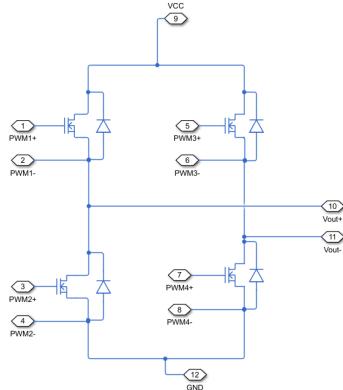 VCC
9
1
PWM1+
2
PWM1-
5
PWM3+
6
PWM3-
10
Vout+
11
Vout-
3
PWM2+
4
PWM2-
7
PWM4+
8
PWM4-
12
GND